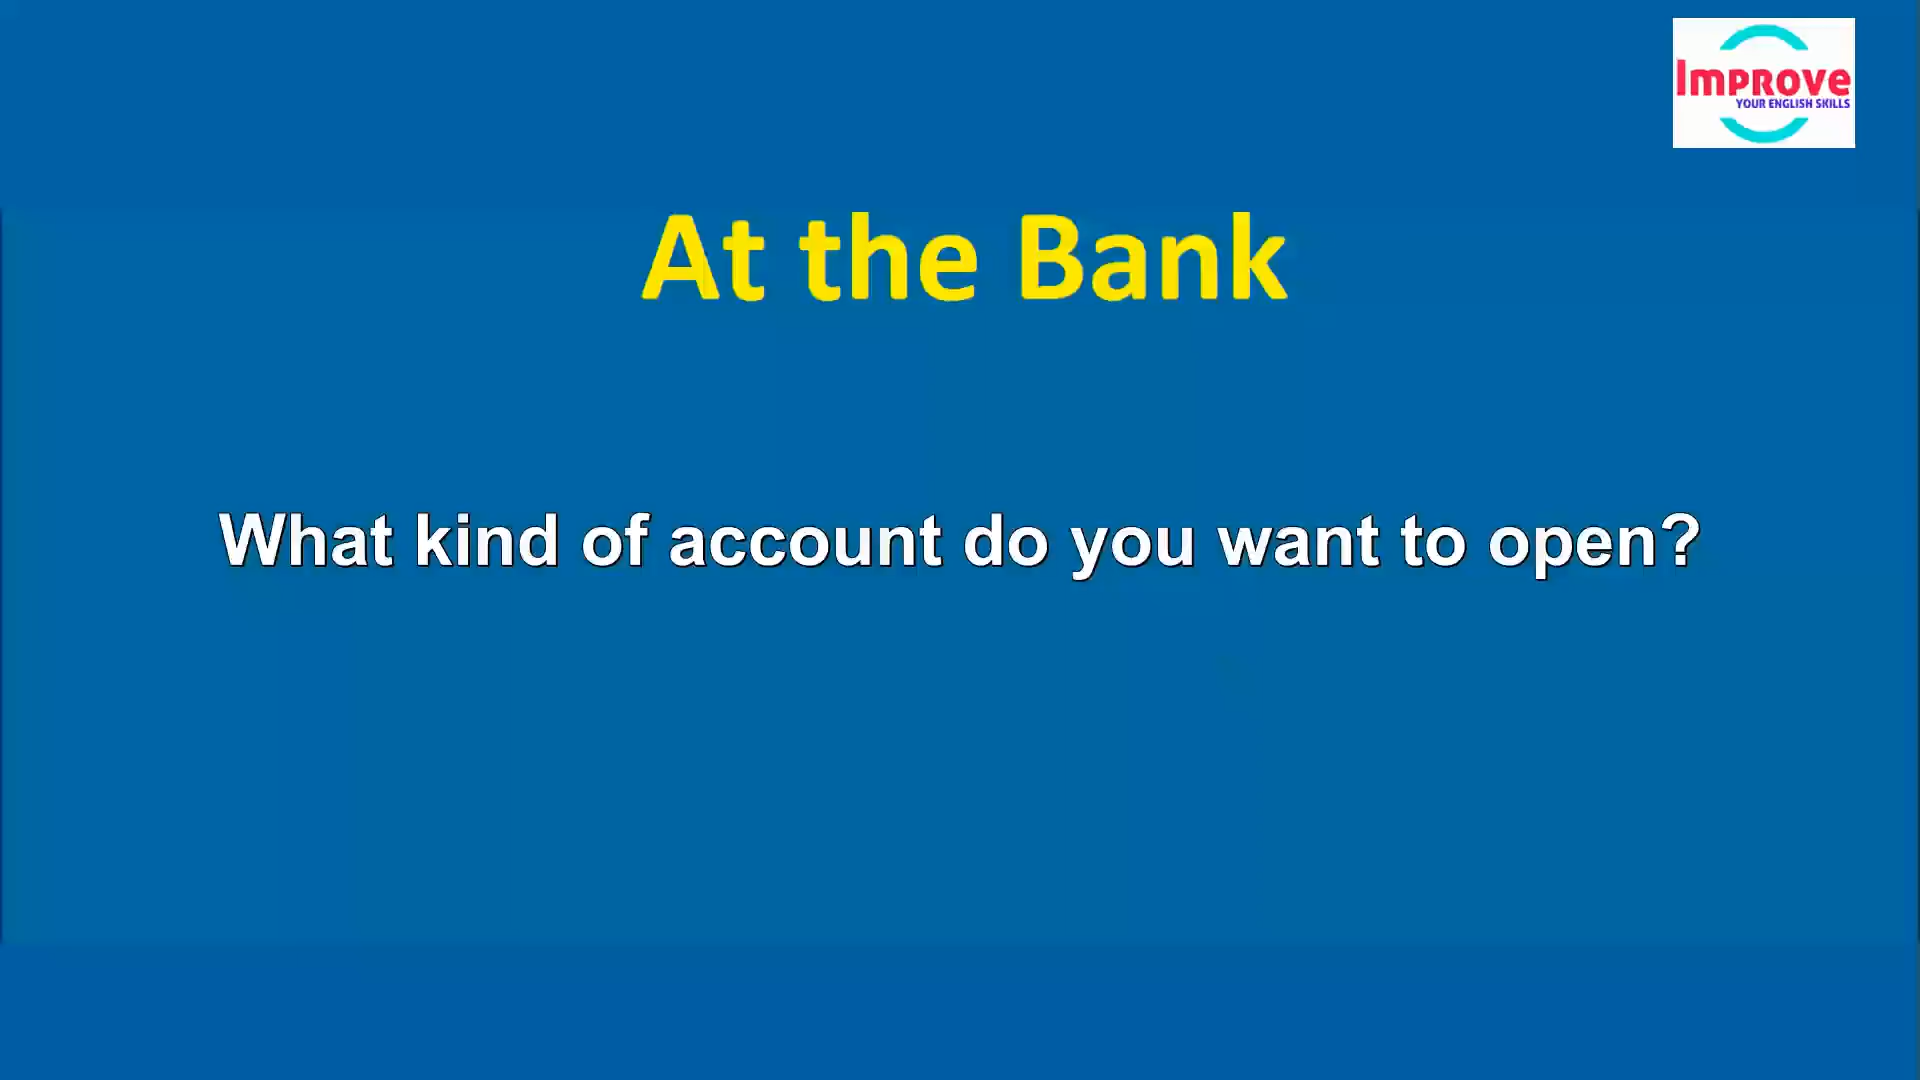 Improve
YOUR ENGLISH SKILLS
At the Bank
What kind of account do you want to open?